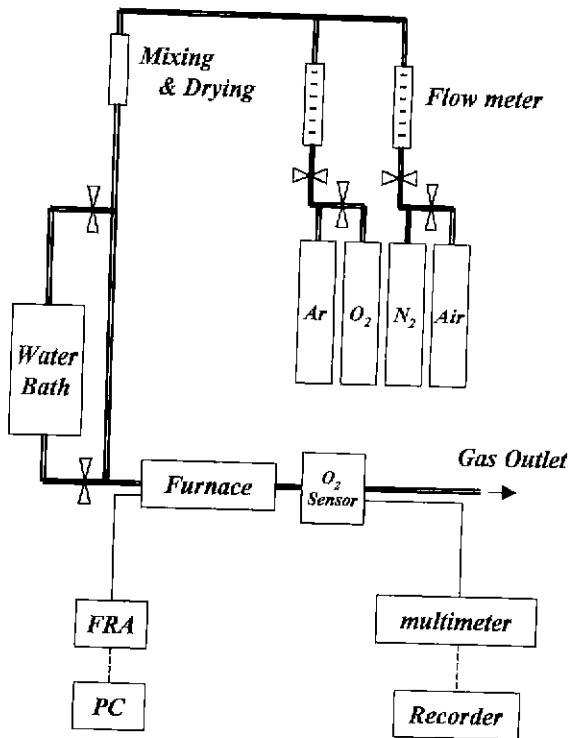 Mixing
& Drying
Flow meter
Ar
O2
N2
Air
Water
Bath
Gas Outlet
Furnace
O2
Sensor
FRA
multimeter
PC
Recorder